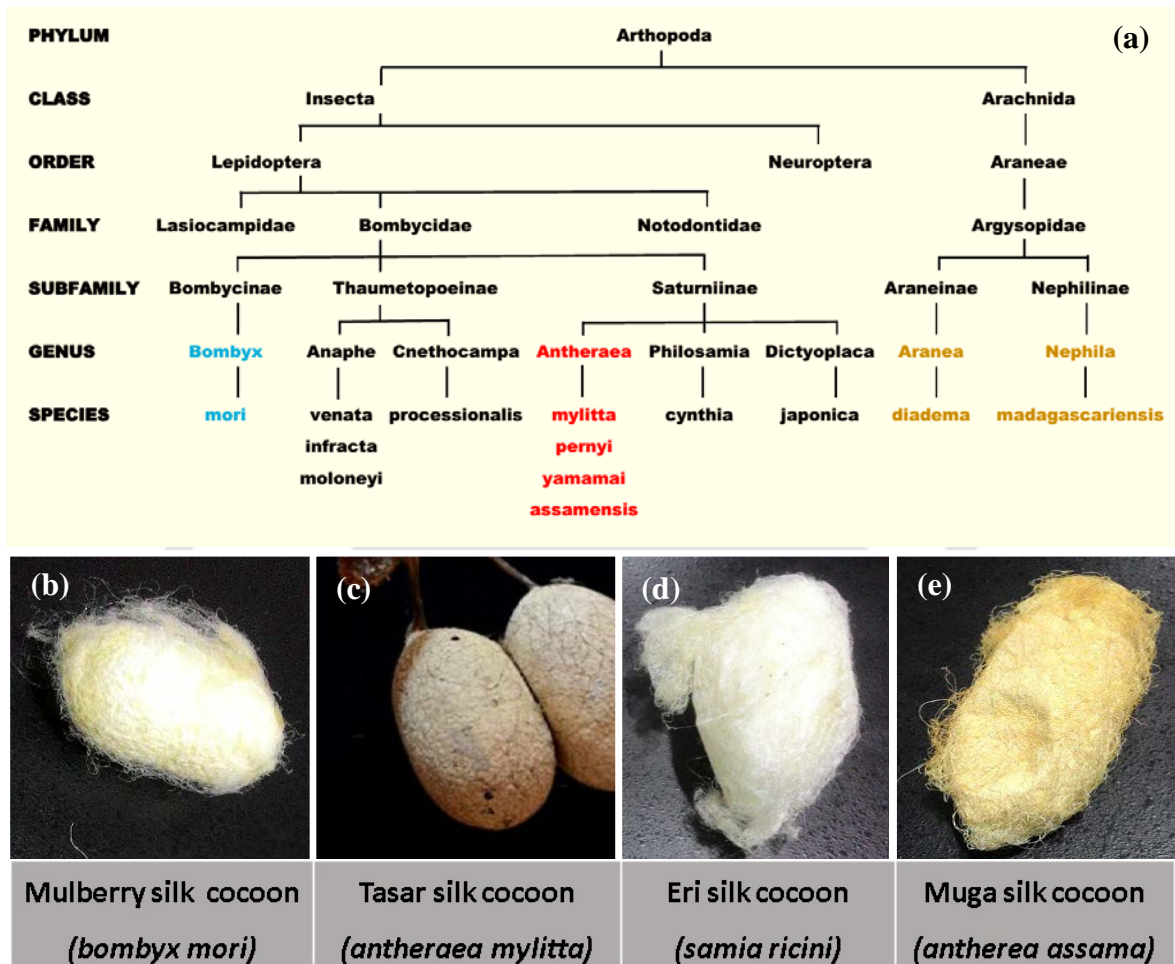 (a)
PHYLUM Arthopoda
CLASS Insecta Arachnida
ORDER Lepidoptera Neuroptera Araneae
FAMILY Lasiocampidae Bombycidae Notodontidae Argysopidae
SUBFAMILY Bombycinae Thaumetopoeinae Saturniinae Araneinae Nephilinae
GENUS Bombyx Anaphe Cnethocampa Antheraea Philosamia Dictyoplaca Aranea Nephila
SPECIES mori venata processionalis mylitta cynthia japonica diadema madagascariensis
infracta pernyi
moloneyi yamamai
assamensis
(b) (c) (d) (e)
Mulberry silk cocoon Tasar silk cocoon Eri silk cocoon Muga silk cocoon
(bombyx mori) (antheraea mylitta) (samia ricini) (antherea assama)